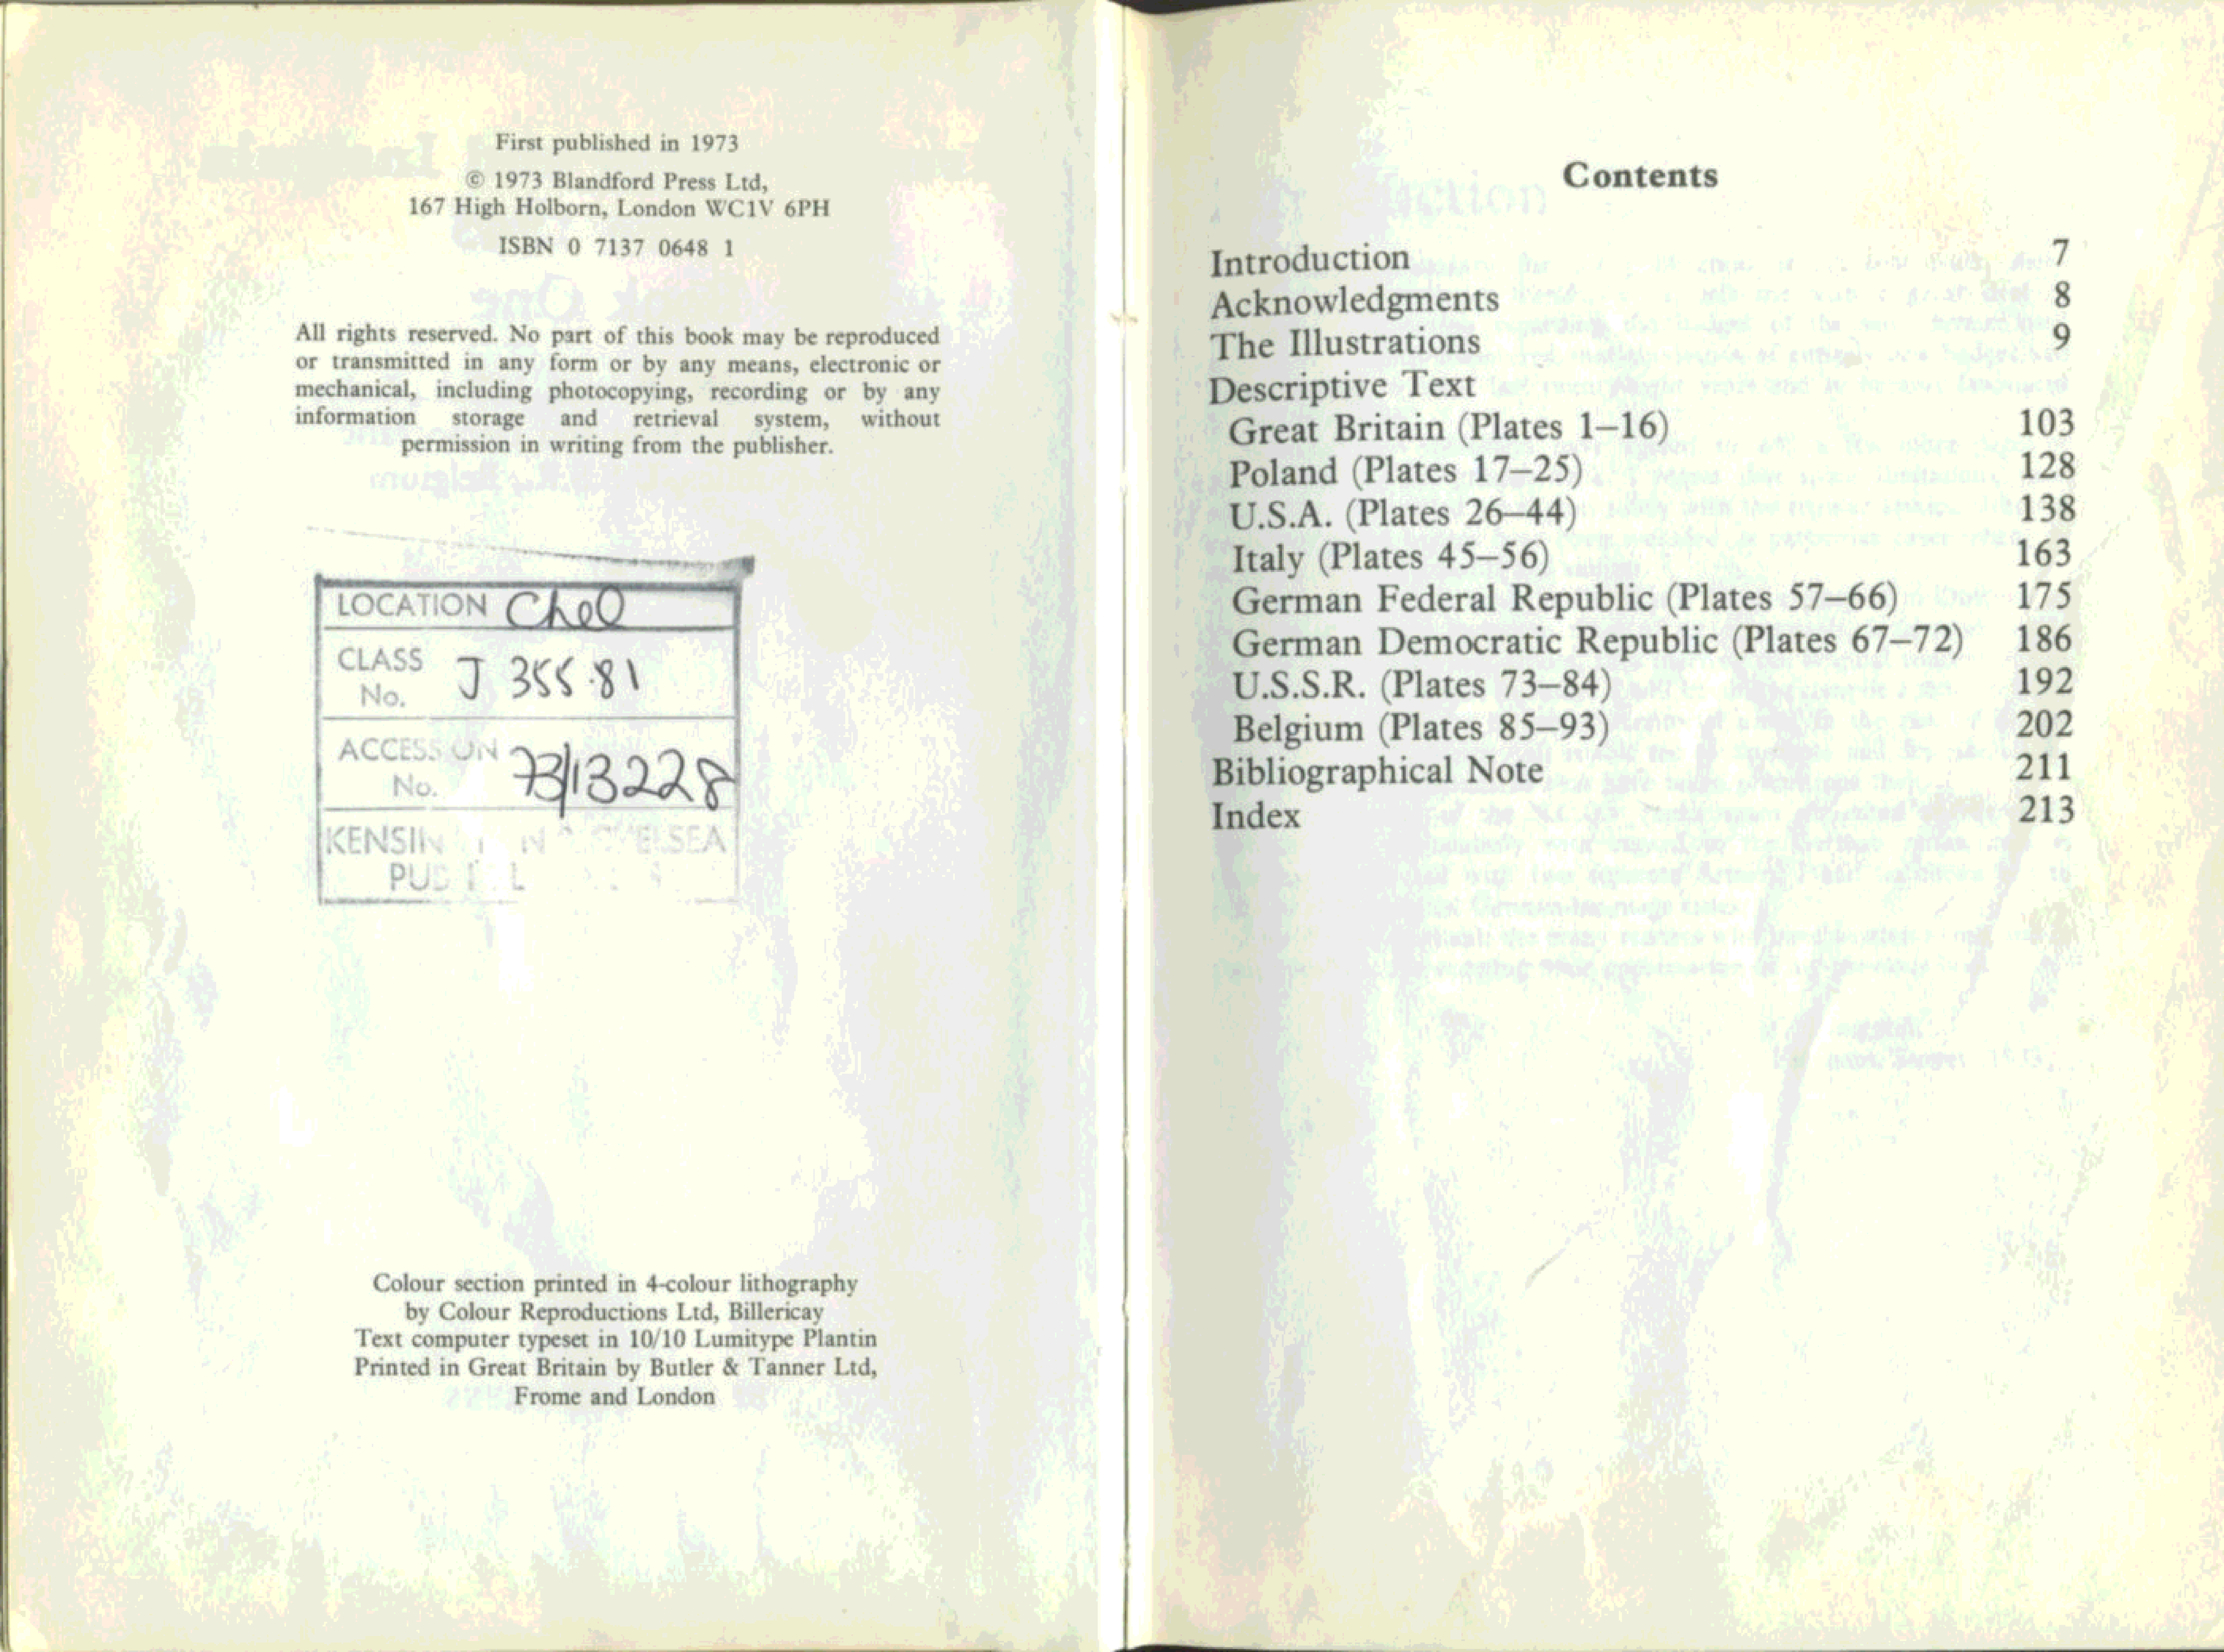 First published in 1973
© 1973 Blandford Press Ltd,
167 High Holborn, London WC1V 6PH
ISBN 0 7137 0648 1
All rights reserved. No part of this book may be reproduced
or transmitted in any form or by any means, electronic or
mechanical, including photocopying, recording or by any
information storage and retrieval system, without
permission in writing from the publisher.
LOCATION Chel
CLASS
No. J 355.81
ACCESSION
No. 73/13228
Colour section printed in 4-colour lithography
by Colour Reproductions Ltd, Billericay
Text computer typeset in 10/10 Lumitype Plantin
Printed in Great Britain by Butler & Tanner Ltd,
Frome and London
Contents
Introduction 7
Acknowledgments 8
The Illustrations 9
Descriptive Text
Great Britain (Plates 1–16) 103
Poland (Plates 17–25) 128
U.S.A. (Plates 26–44) 138
Italy (Plates 45–56) 163
German Federal Republic (Plates 57–66) 175
German Democratic Republic (Plates 67–72) 186
U.S.S.R. (Plates 73–84) 192
Belgium (Plates 85–93) 202
Bibliographical Note 211
Index 213